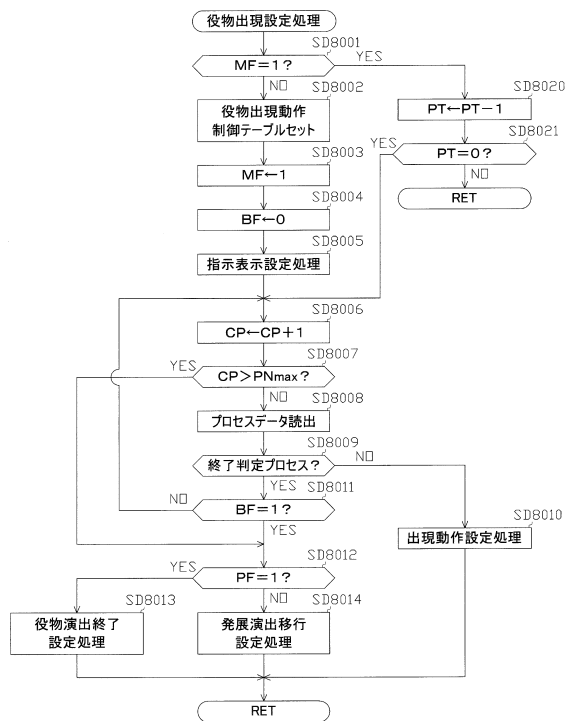 役物出現設定処理
SD8001
MF＝1？
YES
NO
SD8002
役物出現動作
制御テーブルセット
SD8003
MF←1
SD8004
BF←0
SD8005
指示表示設定処理
SD8020
PT←PT－1
SD8021
YES
PT＝0？
NO
RET
SD8006
CP←CP＋1
SD8007
YES
CP＞PNmax？
NO
SD8008
プロセスデータ読出
SD8009
終了判定プロセス？
NO
YES
SD8011
NO
BF＝1？
YES
SD8010
出現動作設定処理
SD8012
YES
PF＝1？
NO
SD8013
役物演出終了
設定処理
SD8014
発展演出移行
設定処理
RET